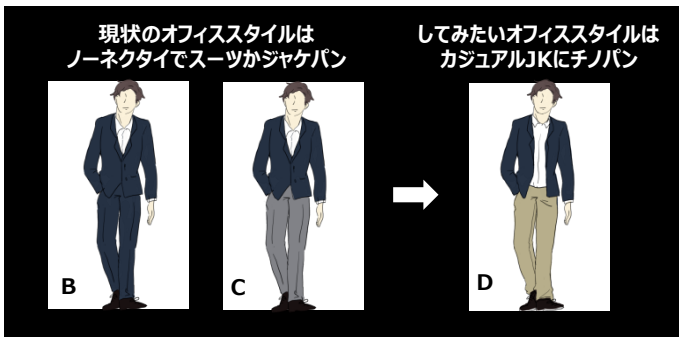 現状のオフィススタイルは
ノーネクタイでスーツかジャケパン
してみたいオフィススタイルは
カジュアルJKにチノパン
B
C
D